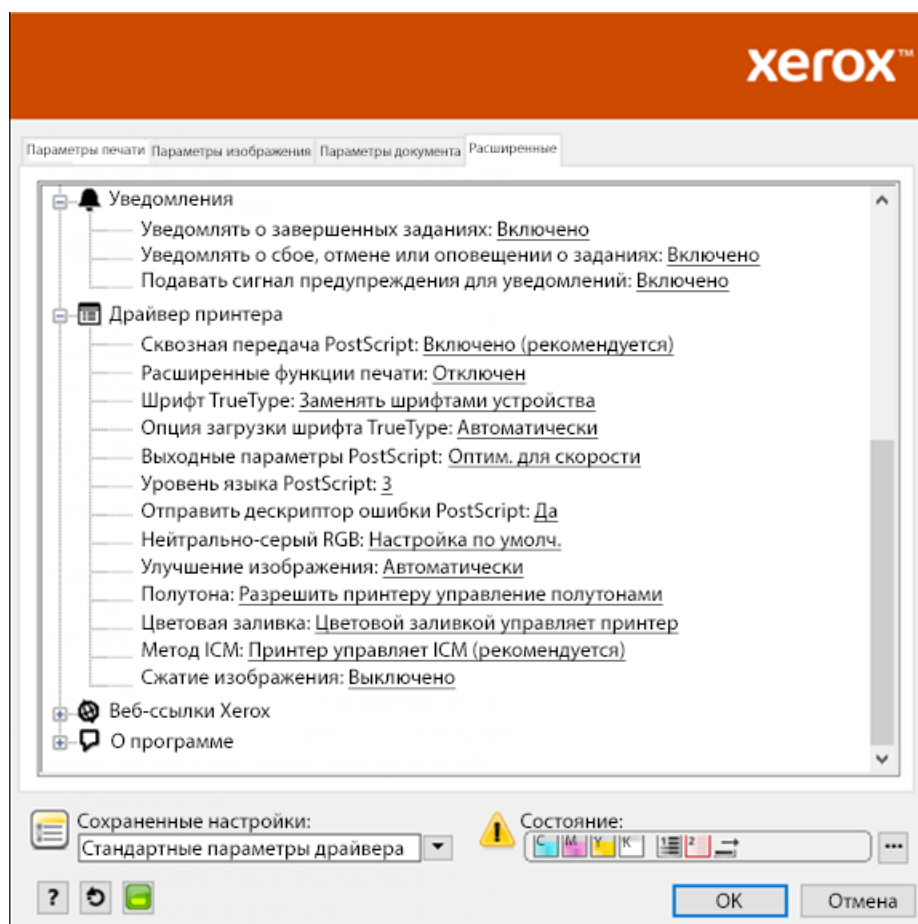 xerox™
Параметры печати Параметры изображения Параметры документа Расширенные
Уведомления
Уведомлять о завершенных заданиях: Включено
Уведомлять о сбое, отмене или оповещении о заданиях: Включено
Подавать сигнал предупреждения для уведомлений: Включено
Драйвер принтера
Сквозная передача PostScript: Включено (рекомендуется)
Расширенные функции печати: Отключен
Шрифт TrueType: Заменять шрифтами устройства
Опция загрузки шрифта TrueType: Автоматически
Выходные параметры PostScript: Оптим. для скорости
Уровень языка PostScript: 3
Отправить дескриптор ошибки PostScript: Да
Нейтрально-серый RGB: Настройка по умолч.
Улучшение изображения: Автоматически
Полутона: Разрешить принтеру управление полутонами
Цветовая заливка: Цветовой заливкой управляет принтер
Метод ICM: Принтер управляет ICM (рекомендуется)
Сжатие изображения: Выключено
Веб-ссылки Xerox
О программе
Сохраненные настройки: Состояние:
Стандартные параметры драйвера C M Y K 1 2 ...
? OK Отмена